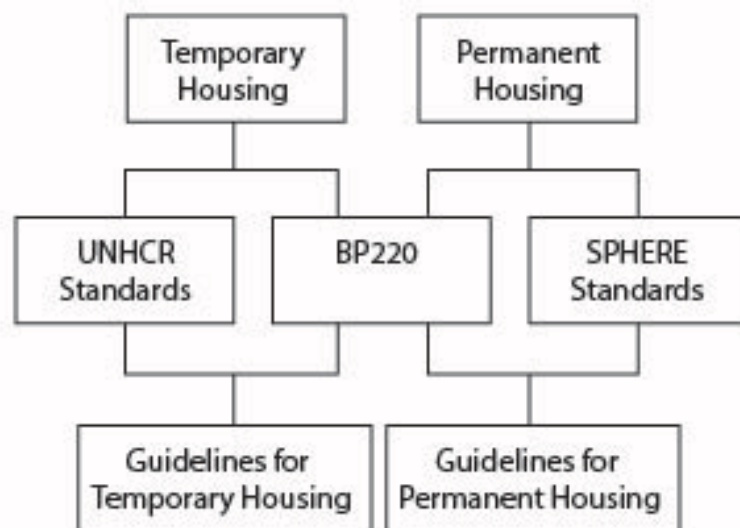 Temporary
Housing
Permanent
Housing
UNHCR
Standards
BP220
SPHERE
Standards
Guidelines for
Temporary Housing
Guidelines for
Permanent Housing